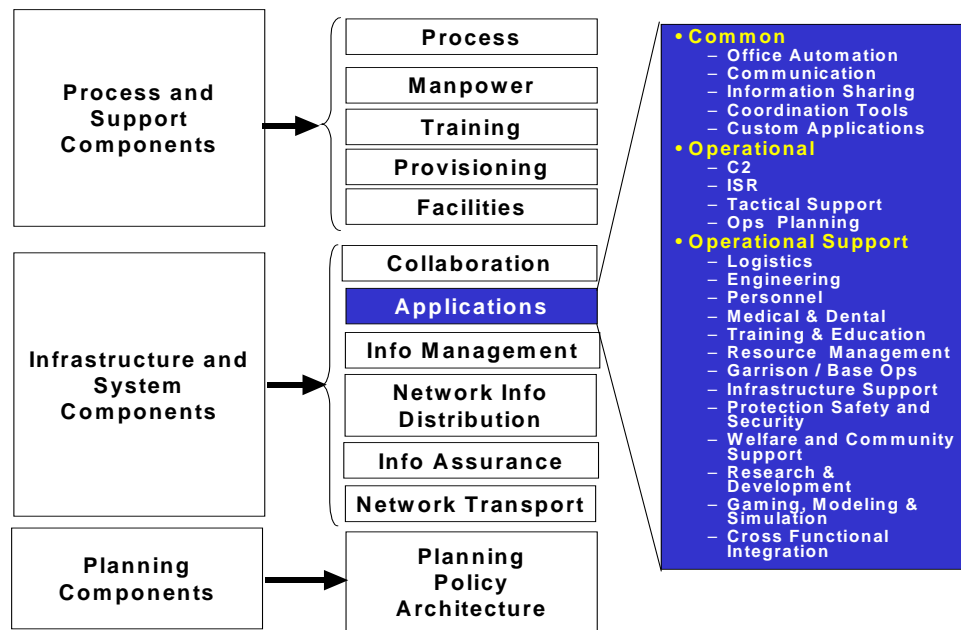 Process and
Support
Components
Process
Manpower
Training
Provisioning
Facilities
Infrastructure and
System
Components
Collaboration
Applications
Info Management
Network Info
Distribution
Info Assurance
Network Transport
Planning
Components
Planning
Policy
Architecture
• Common
– Office Automation
– Communication
– Information Sharing
– Coordination Tools
– Custom Applications
• Operational
– C2
– ISR
– Tactical Support
– Ops Planning
• Operational Support
– Logistics
– Engineering
– Personnel
– Medical & Dental
– Training & Education
– Resource Management
– Garrison / Base Ops
– Infrastructure Support
– Protection Safety and
Security
– Welfare and Community
Support
– Research &
Development
– Gaming, Modeling &
Simulation
– Cross Functional
Integration